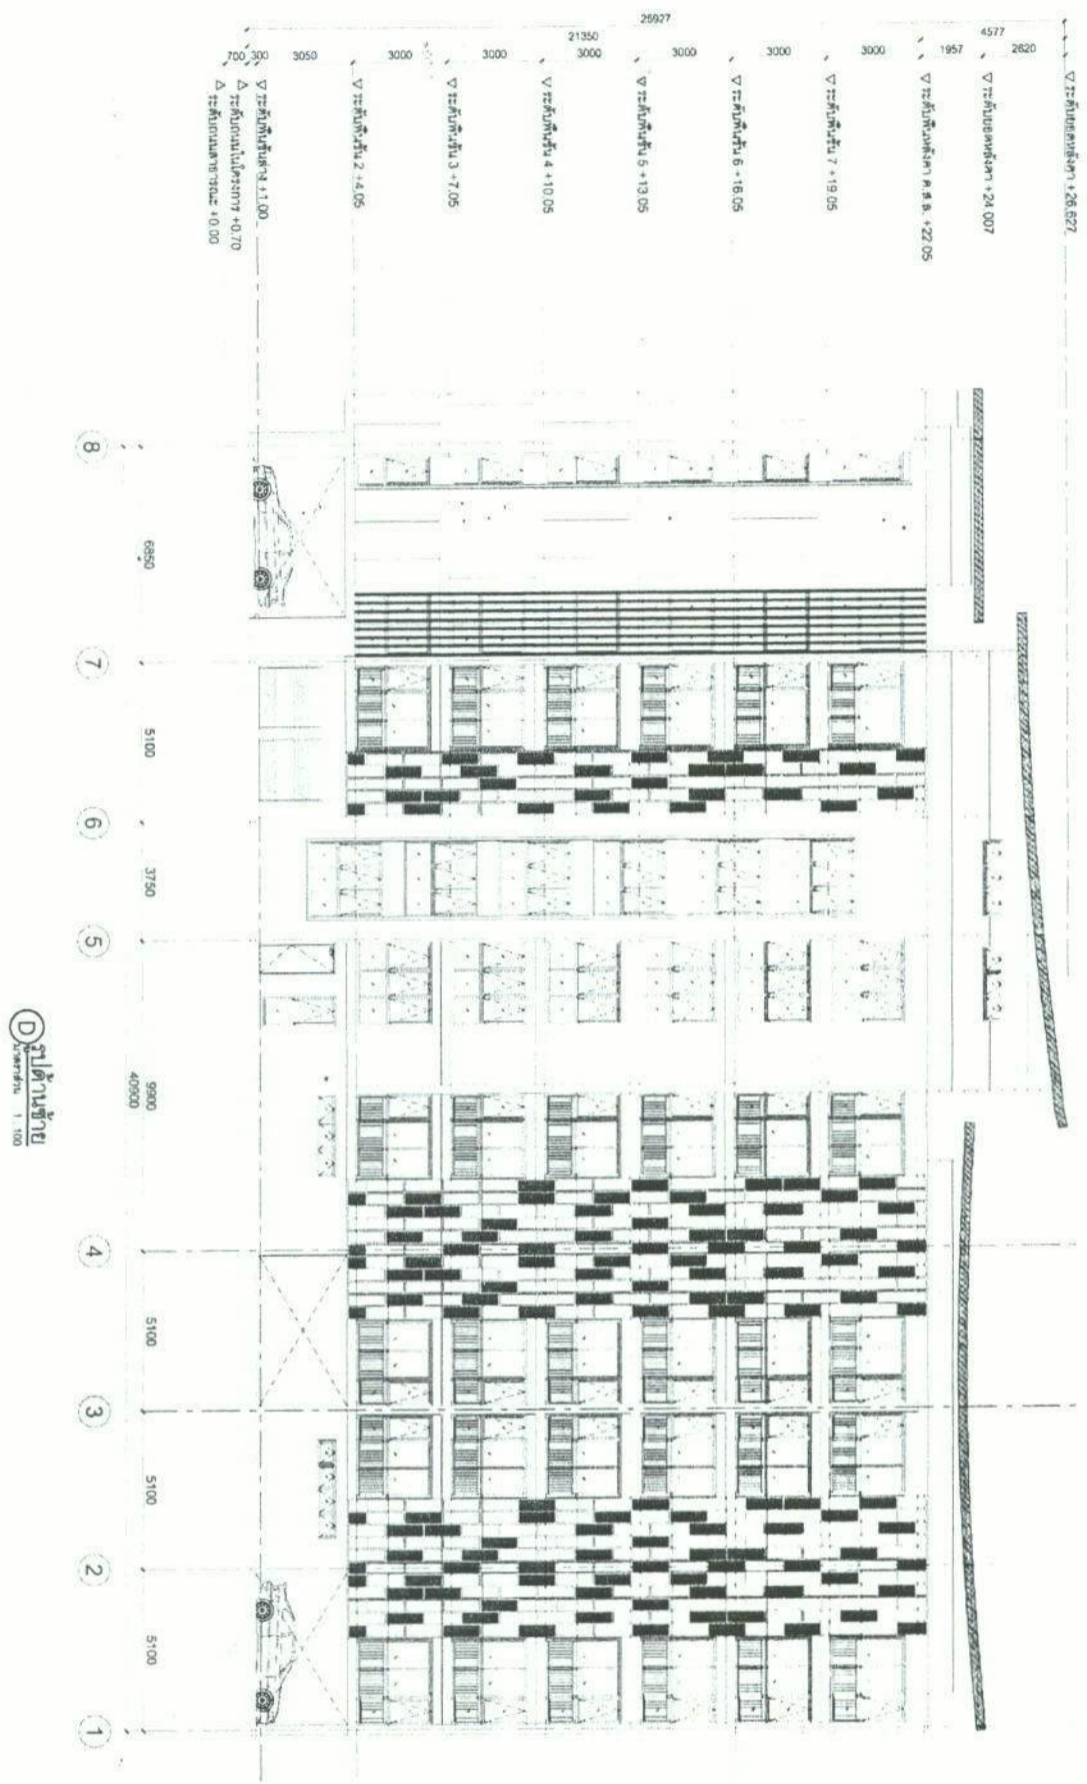 25927
21350
4577
700
300
3050
3000
3000
3000
3000
3000
3000
1957
2620
ระดับยอดหลังคา +26.627
ระดับยอดหลังคา +24.007
ระดับพื้นหลังคา ค.ส.ล. +22.05
ระดับพื้นชั้น 7 +19.05
ระดับพื้นชั้น 6 +16.05
ระดับพื้นชั้น 5 +13.05
ระดับพื้นชั้น 4 +10.05
ระดับพื้นชั้น 3 +7.05
ระดับพื้นชั้น 2 +4.05
ระดับพื้นชั้นล่าง +1.00
ระดับถนนในโครงการ +0.70
ระดับถนนสาธารณะ +0.00
6850
5100
3750
9900
5100
5100
5100
40900
8
7
6
5
4
3
2
1
D รูปด้านซ้าย
มาตราส่วน 1 : 100